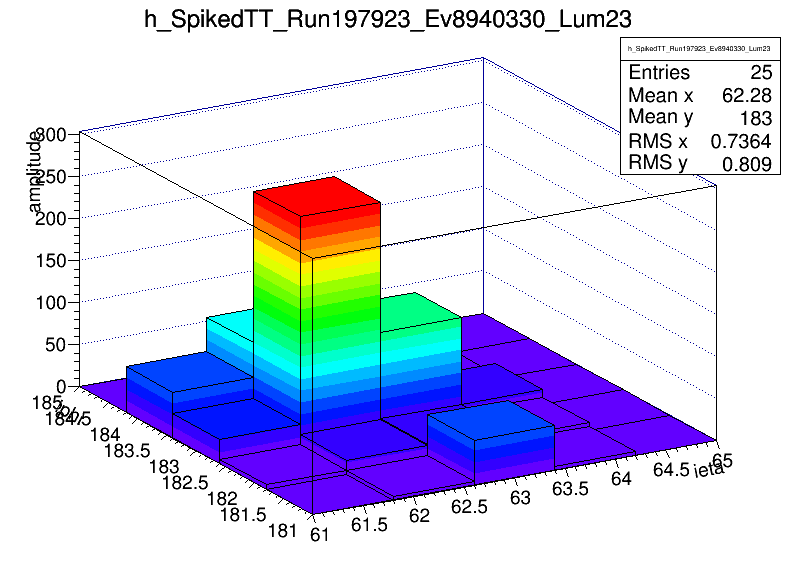 h_SpikedTT_Run197923_Ev8940330_Lum23
h_SpikedTT_Run197923_Ev8940330_Lum23
Entries 25
Mean x 62.28
Mean y 183
RMS x 0.7364
RMS y 0.809
amplitude
300
250
200
150
100
50
0
185
184.5
184
183.5
183
182.5
182
181.5
181
61
61.5
62
62.5
63
63.5
64
64.5
65
ieta